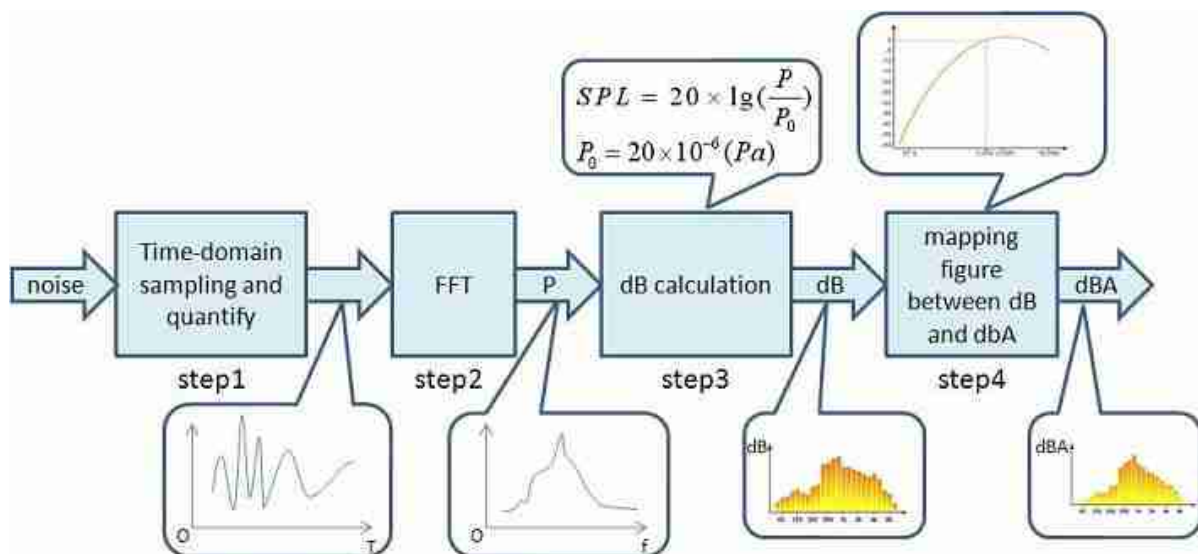 SPL = 20 × lg(P/P₀)
P₀ = 20×10⁻⁶(Pa)
noise
Time-domain
sampling and
quantify
FFT
P
dB calculation
dB
mapping
figure
between dB
and dbA
dBA
step1
step2
step3
step4
O
T
O
f
dB
dBA